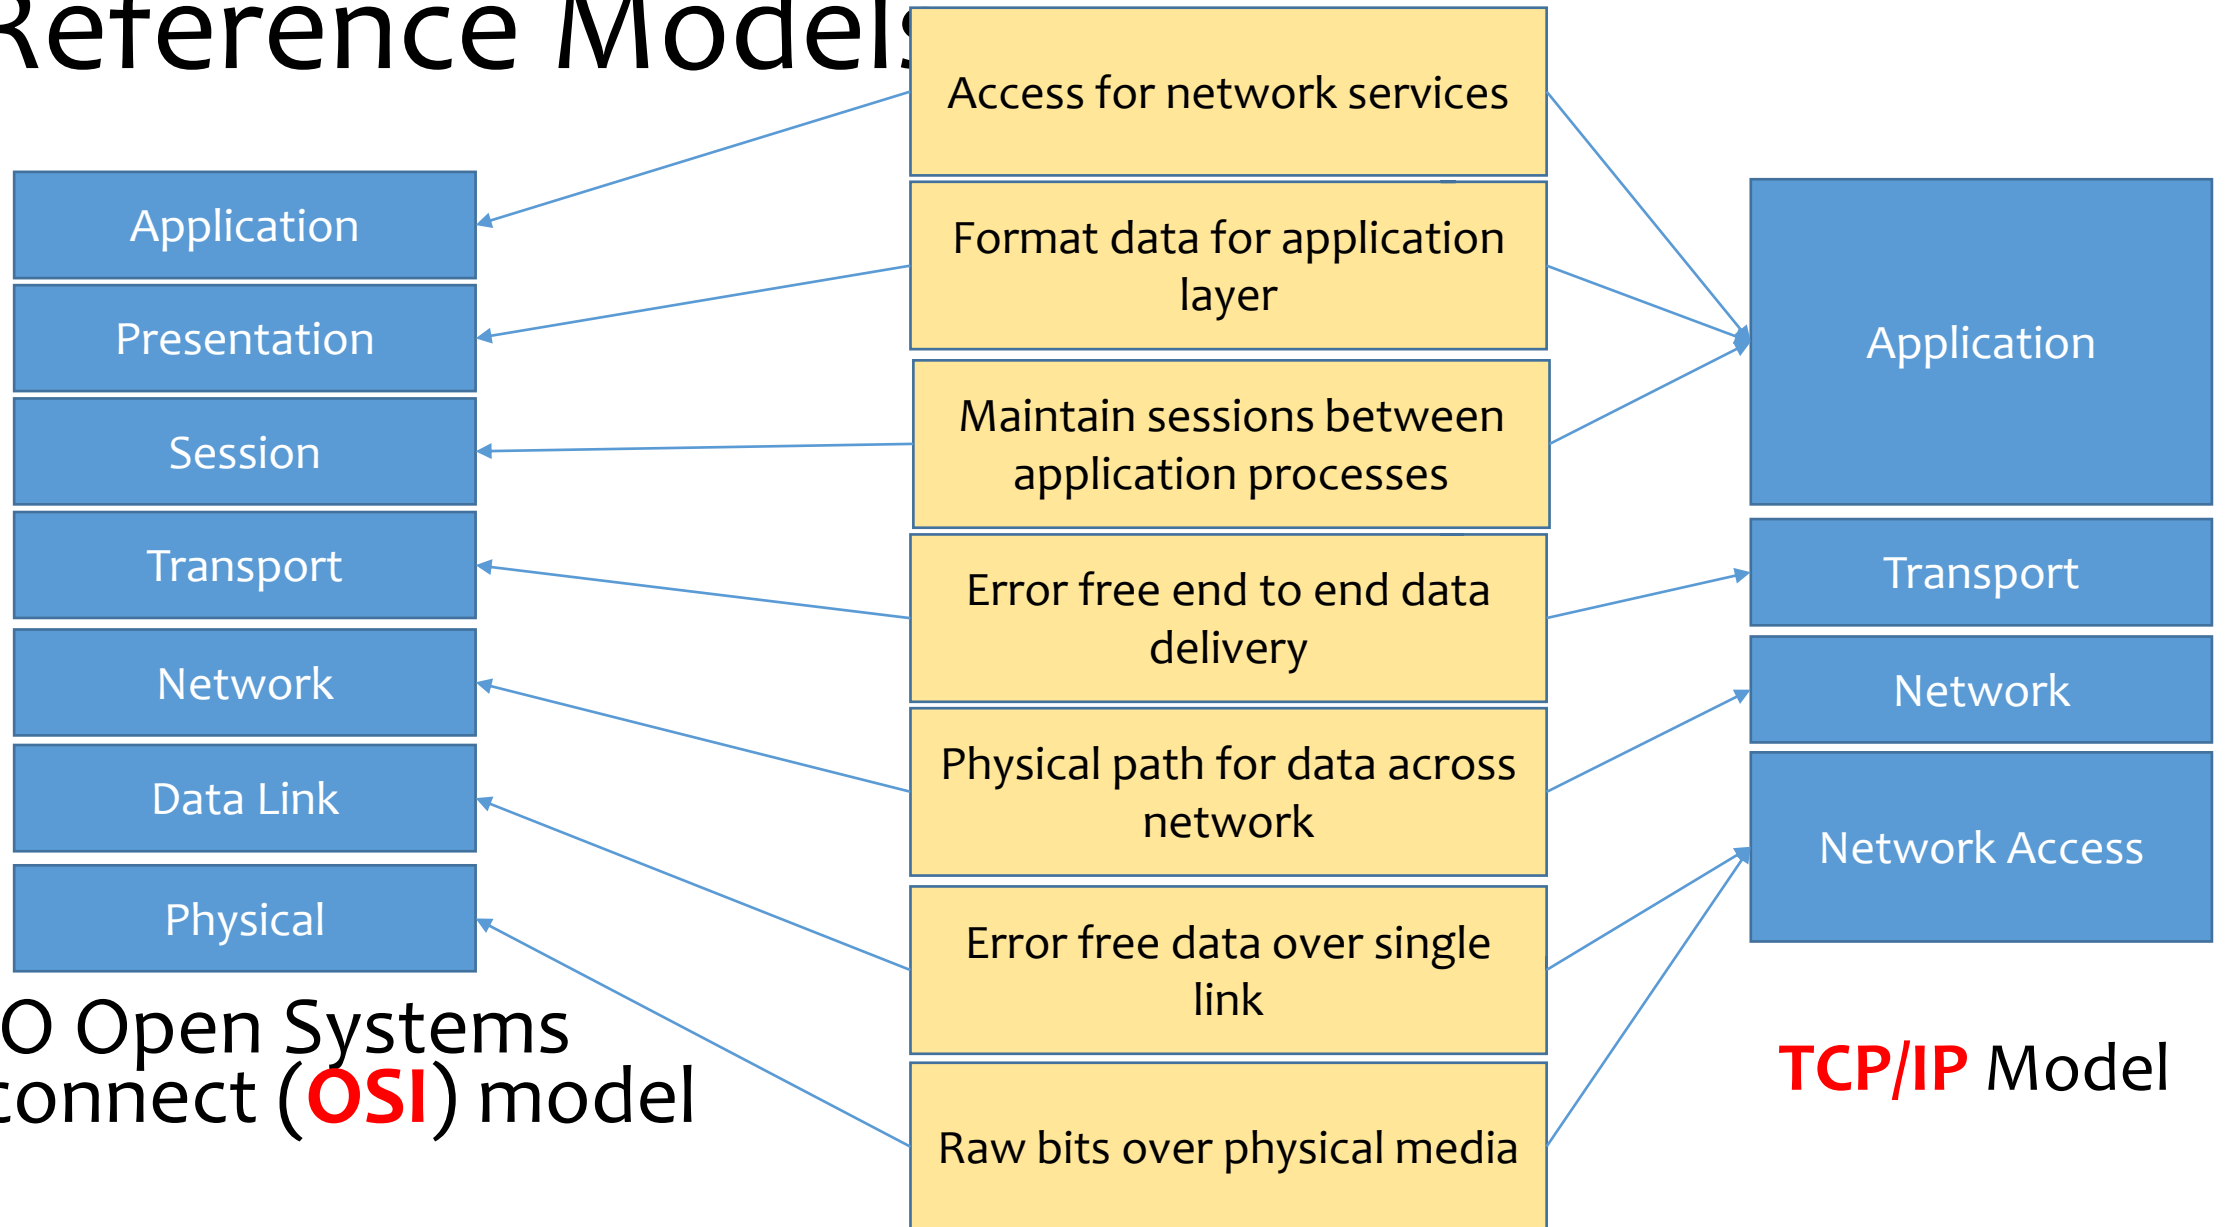 Reference Models
Access for network services
Format data for application
layer
Maintain sessions between
application processes
Error free end to end data
delivery
Physical path for data across
network
Error free data over single
link
Raw bits over physical media
Application
Presentation
Session
Transport
Network
Data Link
Physical
O Open Systems
connect (OSI) model
Application
Transport
Network
Network Access
TCP/IP Model